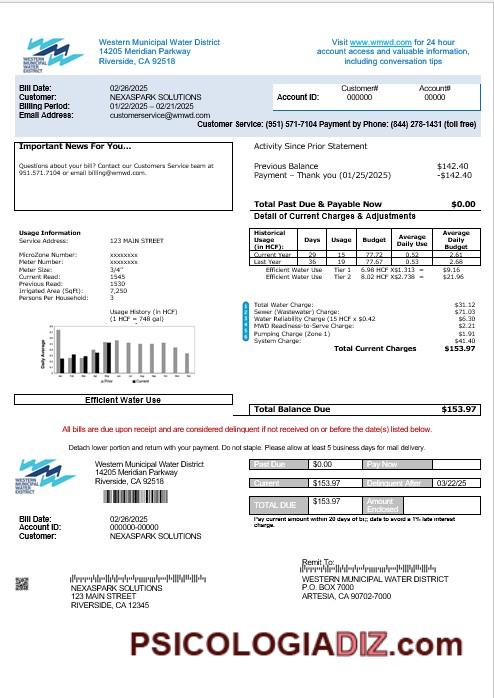 WESTERN MUNICIPAL WATER DISTRICT
Western Municipal Water District
14205 Meridian Parkway
Riverside, CA 92518
Visit www.wmwd.com for 24 hour
account access and valuable information,
including conversation tips
Bill Date: 02/26/2025
Customer: NEXASPARK SOLUTIONS
Billing Period: 01/22/2025 – 02/21/2025
Email Address: customerservice@wmwd.com
Customer# Account#
Account ID: 000000 00000
Customer Service: (951) 571-7104 Payment by Phone: (844) 278-1431 (toll free)
Important News For You...
Questions about your bill? Contact our Customers Service team at
951.571.7104 or email billing@wmwd.com.
Activity Since Prior Statement
Previous Balance $142.40
Payment – Thank you (01/25/2025) -$142.40
Total Past Due & Payable Now $0.00
Detail of Current Charges & Adjustments
Usage Information
Service Address: 123 MAIN STREET
MicroZone Number: xxxxxxxx
Meter Number: xxxxxxxx
Meter Size: 3/4"
Current Read: 1545
Previous Read: 1530
Irrigated Area (SqFt): 7,250
Persons Per Household: 3
Historical Usage (in HCF): Days Usage Budget Average Daily Usage Average Daily Budget
Current Year 29 15 77.72 0.52 2.61
Last Year 36 19 77.67 0.53 2.68
Efficient Water Use Tier 1 6.98 HCF X$1.313 = $9.16
Efficient Water Use Tier 2 8.02 HCF X$2.738 = $21.96
Usage History (in HCF)
(1 HCF = 748 gal)
Daily Average
Prior Current
1 Total Water Charge: $31.12
2 Sewer (Wastewater) Charge: $71.03
3 Water Reliability Charge (15 HCF x $0.42 $6.30
4 MWD Readiness-to-Serve Charge: $2.21
5 Pumping Charge (Zone 1) $1.91
6 System Charge: $41.40
Total Current Charges $153.97
Efficient Water Use
Total Balance Due $153.97
All bills are due upon receipt and are considered delinquent if not received on or before the date(s) listed below.
Detach lower portion and return with your payment. Do not staple. Please allow at least 5 business days for mail delivery.
WESTERN MUNICIPAL WATER DISTRICT
Western Municipal Water District
14205 Meridian Parkway
Riverside, CA 92518
Past Due $0.00 Pay Now
Current $153.97 Delinquent After 03/22/25
TOTAL DUE $153.97 Amount Enclosed
Pay current amount within 20 days of date to avoid a 1% late interest
charge.
Bill Date: 02/26/2025
Account ID: 000000-00000
Customer: NEXASPARK SOLUTIONS
NEXASPARK SOLUTIONS
123 MAIN STREET
RIVERSIDE, CA 12345
Remit To:
WESTERN MUNICIPAL WATER DISTRICT
P.O. BOX 7000
ARTESIA, CA 90702-7000
PSICOLOGIADIZ.com